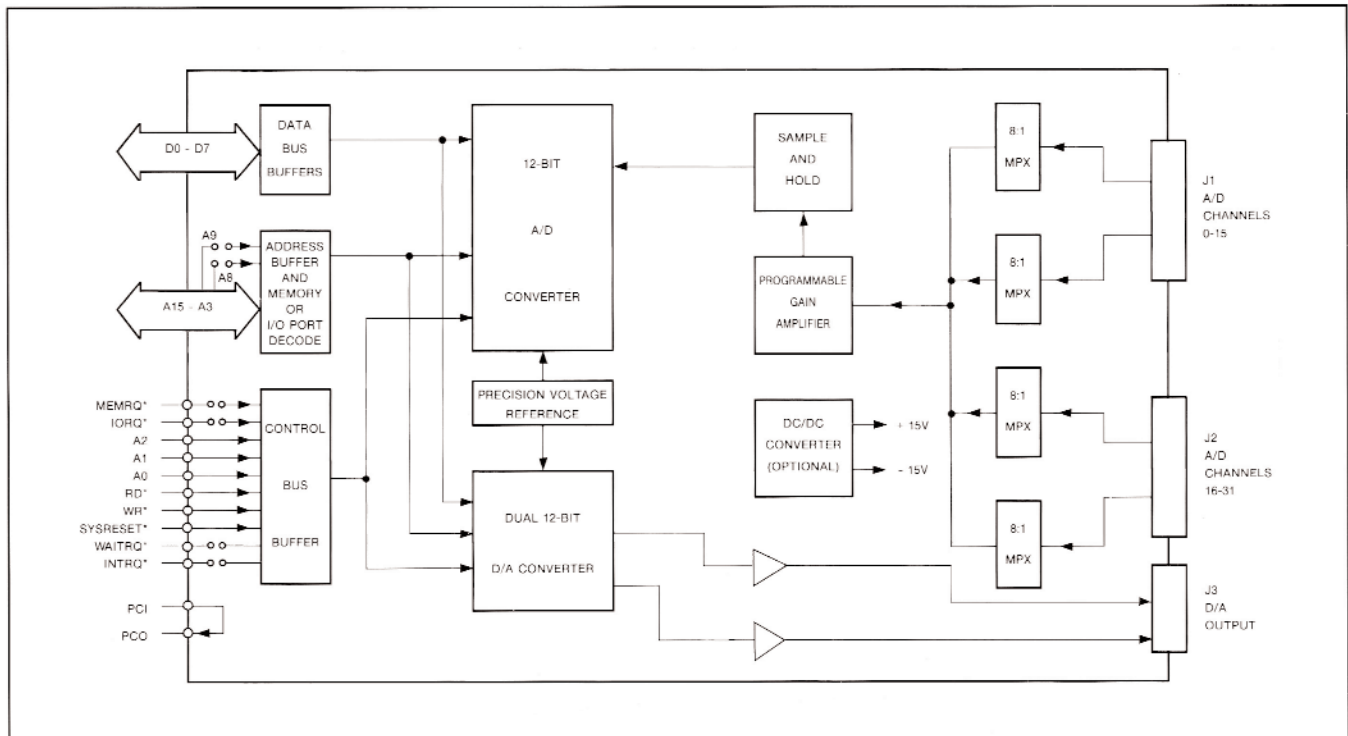 D0 - D7
DATA
BUS
BUFFERS
A9
A8
A15 - A3
ADDRESS
BUFFER
AND
MEMORY
OR
I/O PORT
DECODE
MEMRQ*
IORQ*
A2
A1
A0
RD*
WR*
SYSRESET*
WAITRQ*
INTRQ*
PCI
PCO
CONTROL
BUS
BUFFER
12-BIT
A/D
CONVERTER
PRECISION VOLTAGE
REFERENCE
DUAL 12-BIT
D/A CONVERTER
SAMPLE
AND
HOLD
PROGRAMMABLE
GAIN
AMPLIFIER
DC/DC
CONVERTER
(OPTIONAL)
+ 15V
- 15V
8:1
MPX
8:1
MPX
8:1
MPX
8:1
MPX
J1
A/D
CHANNELS
0-15
J2
A/D
CHANNELS
16-31
J3
D/A
OUTPUT